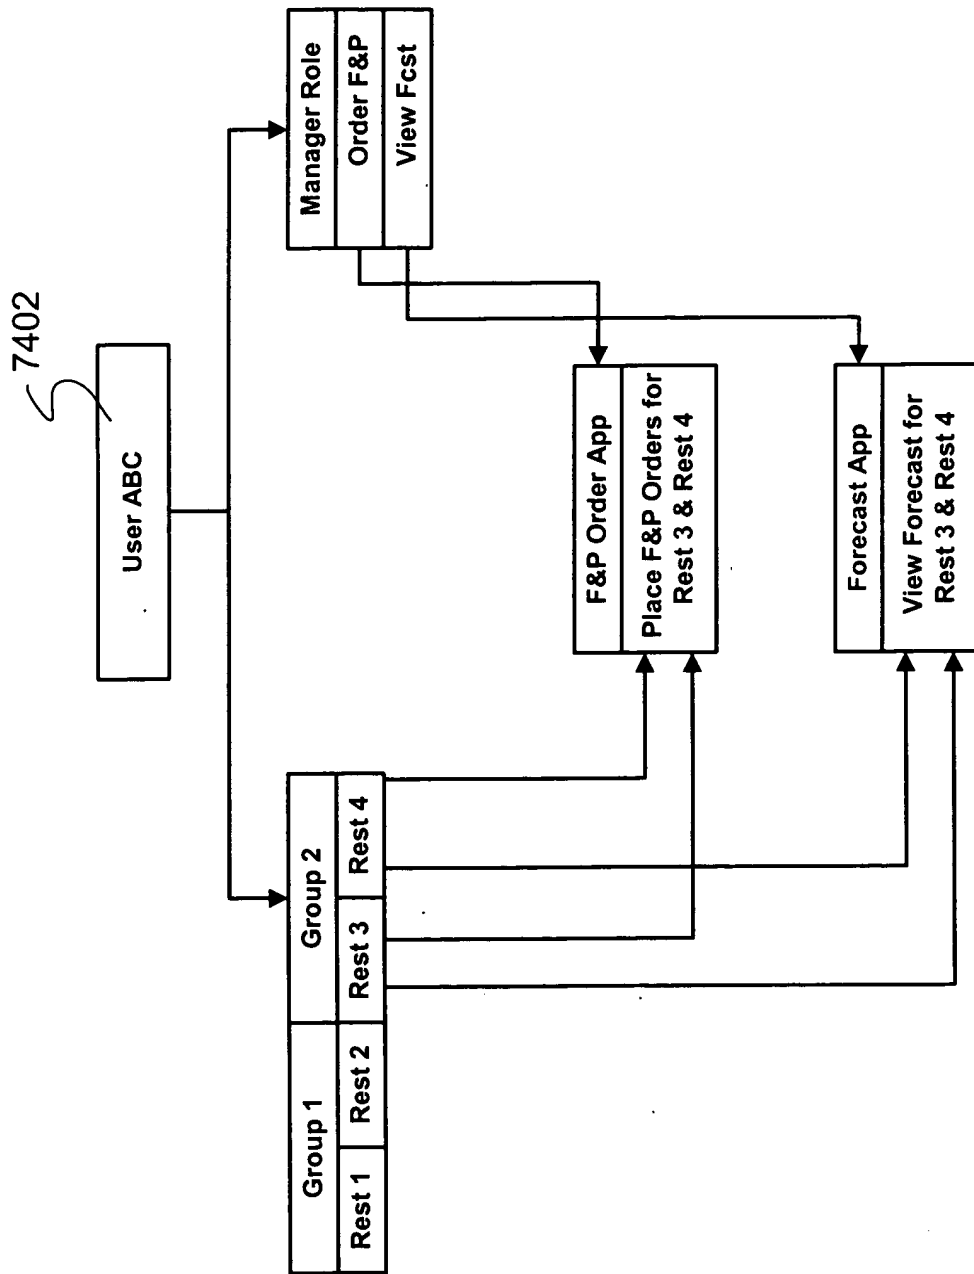 7402
User ABC
Group 1
Group 2
Rest 1
Rest 2
Rest 3
Rest 4
Manager Role
Order F&P
View Fcst
F&P Order App
Place F&P Orders for
Rest 3 & Rest 4
Forecast App
View Forecast for
Rest 3 & Rest 4